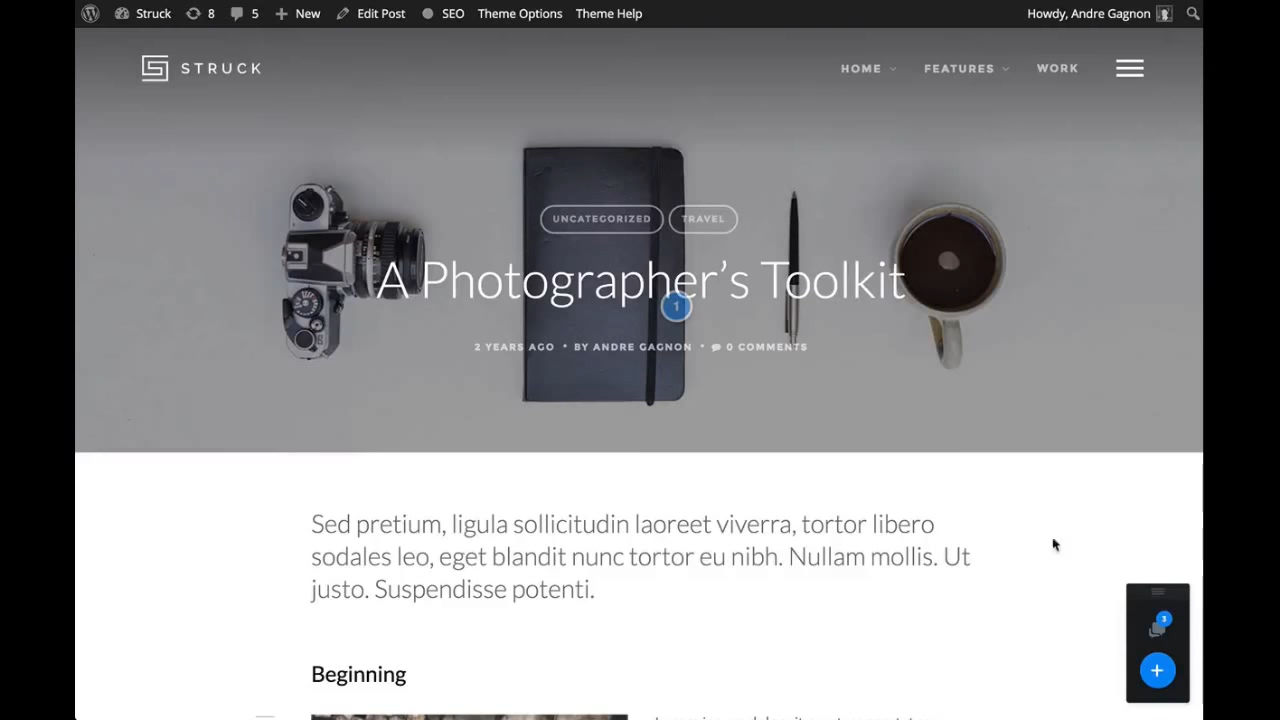 Struck 8 5 New Edit Post SEO Theme Options Theme Help Howdy, Andre Gagnon
STRUCK HOME FEATURES WORK
UNCATEGORIZED TRAVEL
A Photographer’s Toolkit
1
2 YEARS AGO • BY ANDRE GAGNON • 0 COMMENTS
Sed pretium, ligula sollicitudin laoreet viverra, tortor libero
sodales leo, eget blandit nunc tortor eu nibh. Nullam mollis. Ut
justo. Suspendisse potenti.
3
Beginning